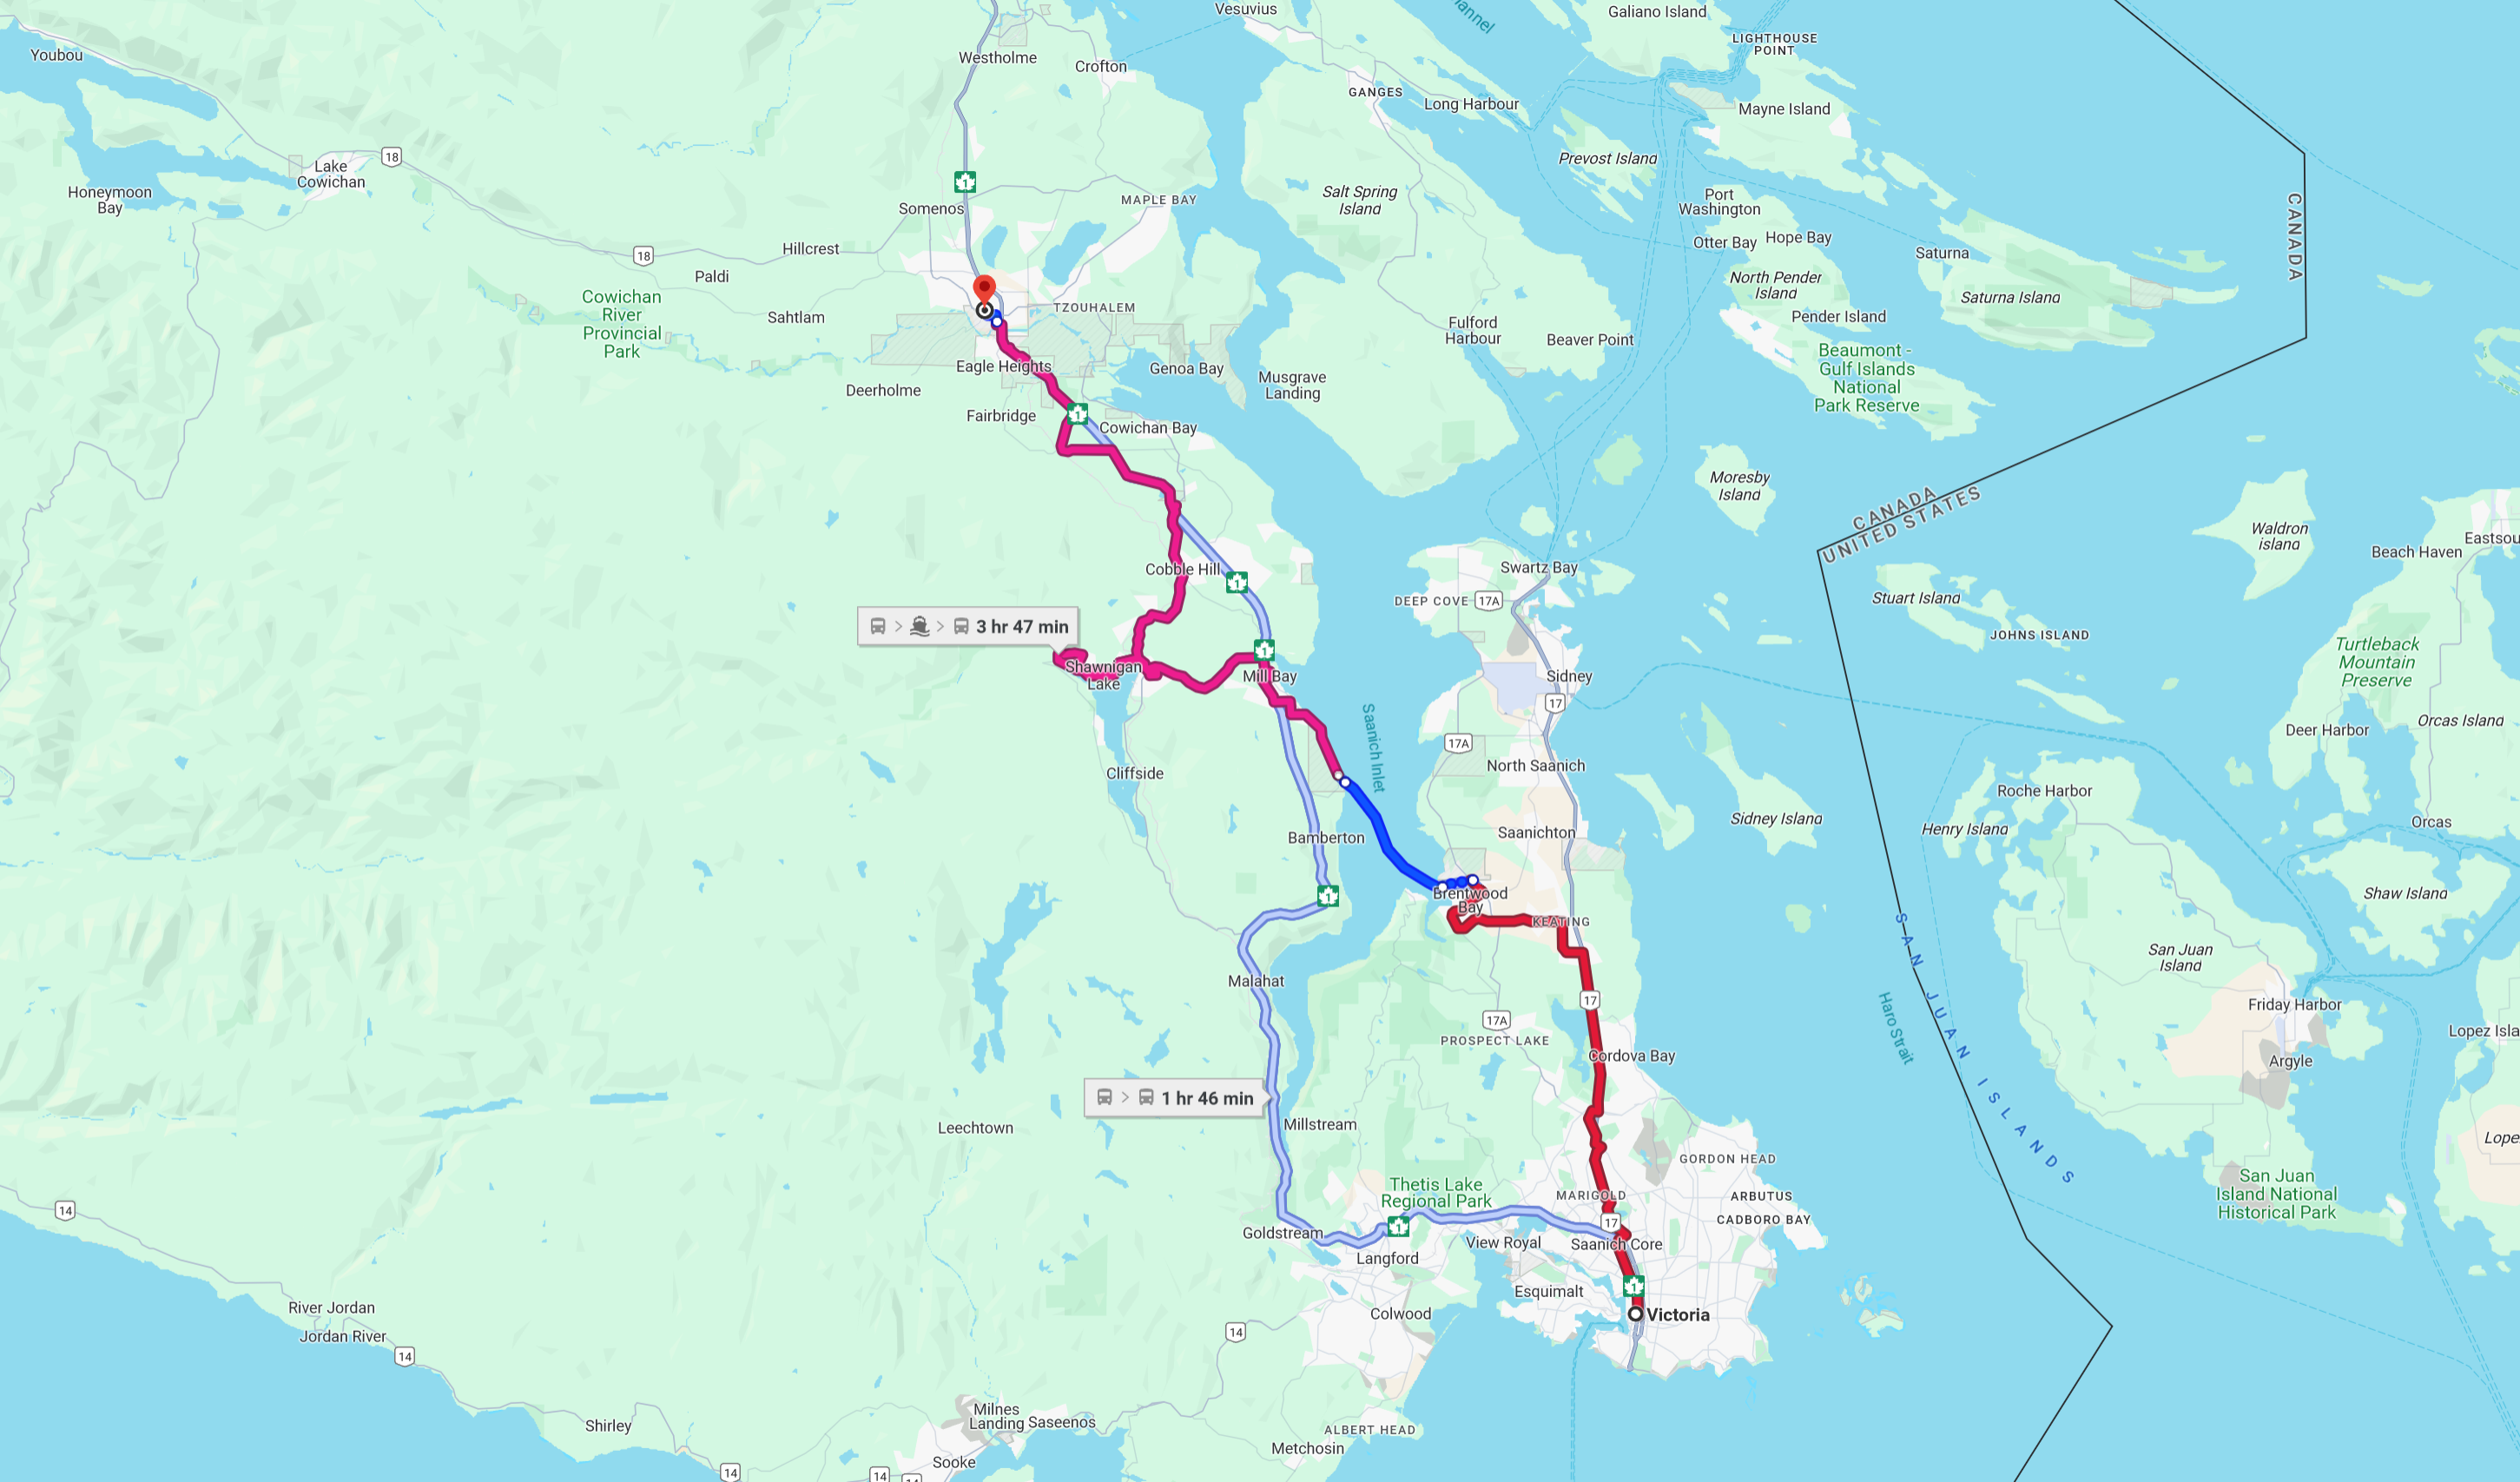 Vesuvius
Galiano Island
Youbou
Westholme
Crofton
LIGHTHOUSE
POINT
GANGES
Long Harbour
Mayne Island
18
Lake
Cowichan
Honeymoon
Bay
1
MAPLE BAY
Prevost Island
Salt Spring
Island
Port
Washington
CANADA
Somenos
Hillcrest
18
Paldi
Otter Bay
Hope Bay
Saturna
North Pender
Island
Saturna Island
Cowichan
River
Provincial
Park
Sahtlam
TZOUHALEM
Pender Island
Fulford
Harbour
Beaver Point
Eagle Heights
Genoa Bay
Musgrave
Landing
Beaumont -
Gulf Islands
National
Park Reserve
Deerholme
Fairbridge
1
Cowichan Bay
Moresby
Island
CANADA
UNITED STATES
Waldron
island
Beach Haven
Cobble Hill
1
Swartz Bay
DEEP COVE
17A
Stuart Island
JOHNS ISLAND
3 hr 47 min
Shawnigan
Lake
1
Mill Bay
Sidney
17
Turtleback
Mountain
Preserve
Orcas Island
Deer Harbor
Saanich Inlet
17A
North Saanich
Cliffside
Roche Harbor
Sidney Island
Henry Island
Orcas
Bamberton
Saanichton
1
Brentwood
Bay
KEATING
Shaw Island
SAN JUAN ISLANDS
San Juan
Island
Malahat
17
Friday Harbor
Haro Strait
17A
PROSPECT LAKE
Cordova Bay
Argyle
1 hr 46 min
Leechtown
Millstream
GORDON HEAD
Thetis Lake
Regional Park
MARIGOLD
ARBUTUS
CADBORO BAY
San Juan
Island National
Historical Park
14
Goldstream
1
17
View Royal
Saanich Core
Langford
Esquimalt
1
River Jordan
Jordan River
Colwood
Victoria
14
14
Milnes
Landing
Saseenos
Shirley
ALBERT HEAD
Metchosin
Sooke
14
14